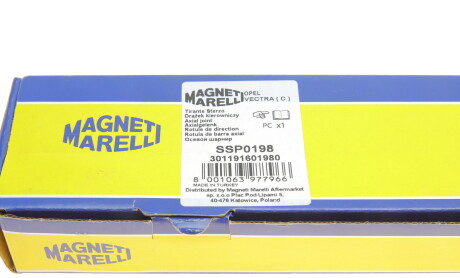 MAGNETI
MARELLI
MAGNETI
MARELLI
OPEL
VECTRA ( C )
Tirante Sterzo
Drążek kierowniczy
Axial joint
Axialgelenk
Rotule de direction
Rotula de barra axial
Осевой шарнир
PC x1
SSP0198
301191601980
8 001063 977966
MADE IN TURKEY
Distributed by Magneti Marelli Aftermarket
sp. z.o.o Plac Pod Lipami 5,
40-476 Katowice, Poland
MAGNETI
MARELLI